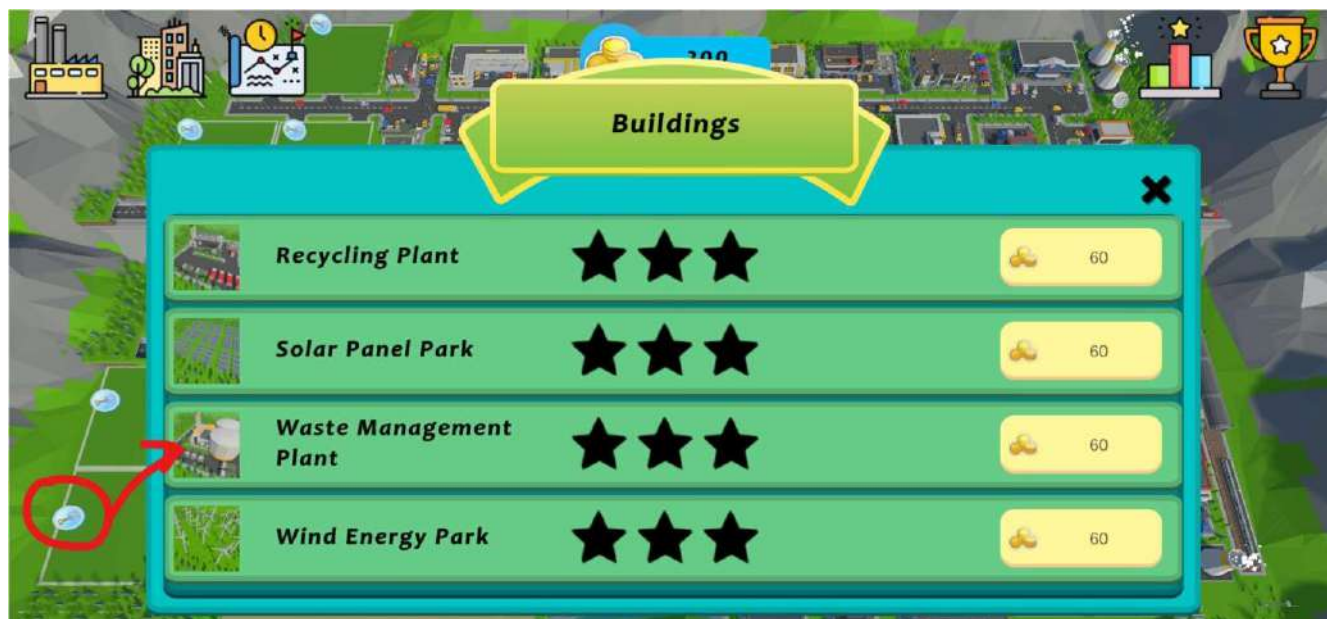 Buildings
Recycling Plant
60
Solar Panel Park
60
Waste Management
Plant
60
Wind Energy Park
60